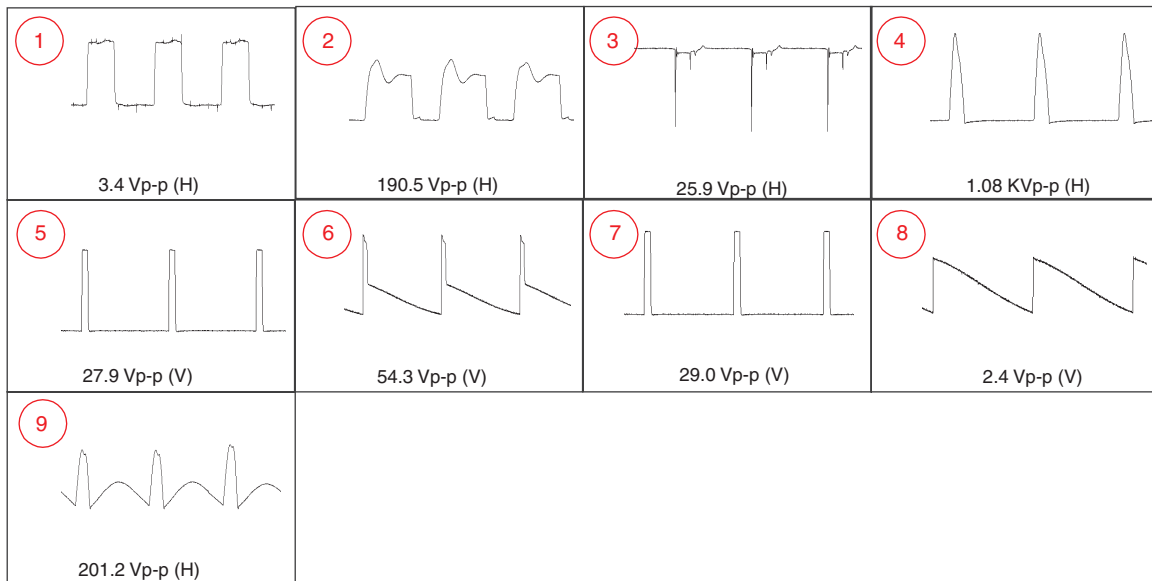 1
3.4 Vp-p (H)
2
190.5 Vp-p (H)
3
25.9 Vp-p (H)
4
1.08 KVp-p (H)
5
27.9 Vp-p (V)
6
54.3 Vp-p (V)
7
29.0 Vp-p (V)
8
2.4 Vp-p (V)
9
201.2 Vp-p (H)